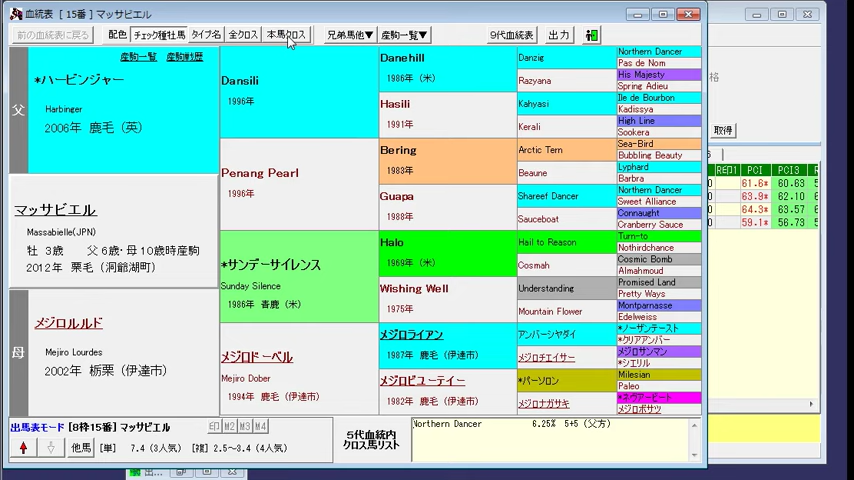 血統表 [ 15番 ] マッサビエル
前の血統表に戻る 配色 チェック種牡馬 タイプ名 全クロス 本馬クロス 兄弟馬他▼ 産駒一覧▼ 9代血統表 出力
産駒一覧 産駒戦歴
父
*ハービンジャー
Harbinger
2006年 鹿毛(英)
マッサビエル
Massabielle(JPN)
牡 3歳 父6歳・母10歳時産駒
2012年 栗毛(洞爺湖町)
母
メジロルルド
Mejiro Lourdes
2002年 栃栗(伊達市)
Dansili
1996年
Penang Pearl
1996年
*サンデーサイレンス
Sunday Silence
1986年 青鹿(米)
メジロドーベル
Mejiro Dober
1994年 鹿毛(伊達市)
Danehill
1986年(米)
Hasili
1991年
Bering
1983年
Guapa
1988年
Halo
1969年(米)
Wishing Well
1975年
メジロライアン
1987年 鹿毛(伊達市)
メジロビューティー
1982年 鹿毛(伊達市)
Danzig
Razyana
Kahyasi
Kerali
Arctic Tern
Beaune
Shareef Dancer
Sauceboat
Hail to Reason
Cosmah
Understanding
Mountain Flower
アンバーシヤダイ
メジロチエイサー
*パーソロン
メジロナガサキ
Northern Dancer
Pas de Nom
His Majesty
Spring Adieu
Ile de Bourbon
Kadissya
High Line
Sookera
Sea-Bird
Bubbling Beauty
Lyphard
Barbra
Northern Dancer
Sweet Alliance
Connaught
Cranberry Sauce
Turn-to
Nothirdchance
Cosmic Bomb
Almahmoud
Promised Land
Pretty Ways
Montparnasse
Edelweiss
*ノーザンテースト
*クリアアンバー
メジロサンマン
*シエリル
Milesian
Paleo
*ネヴアービート
メジロボサツ
出馬表モード [8枠15番] マッサビエル
印 M2 M3 M4
他馬 [単] 7.4(3人気) [複] 2.5~3.4(4人気)
5代血統内
クロス馬リスト
Northern Dancer 6.25% 5+5(父方)
格
取得
RE印1 PCI PCI3
61.6* 60.63
63.9* 62.10
64.3* 63.57
59.1* 56.73
出...